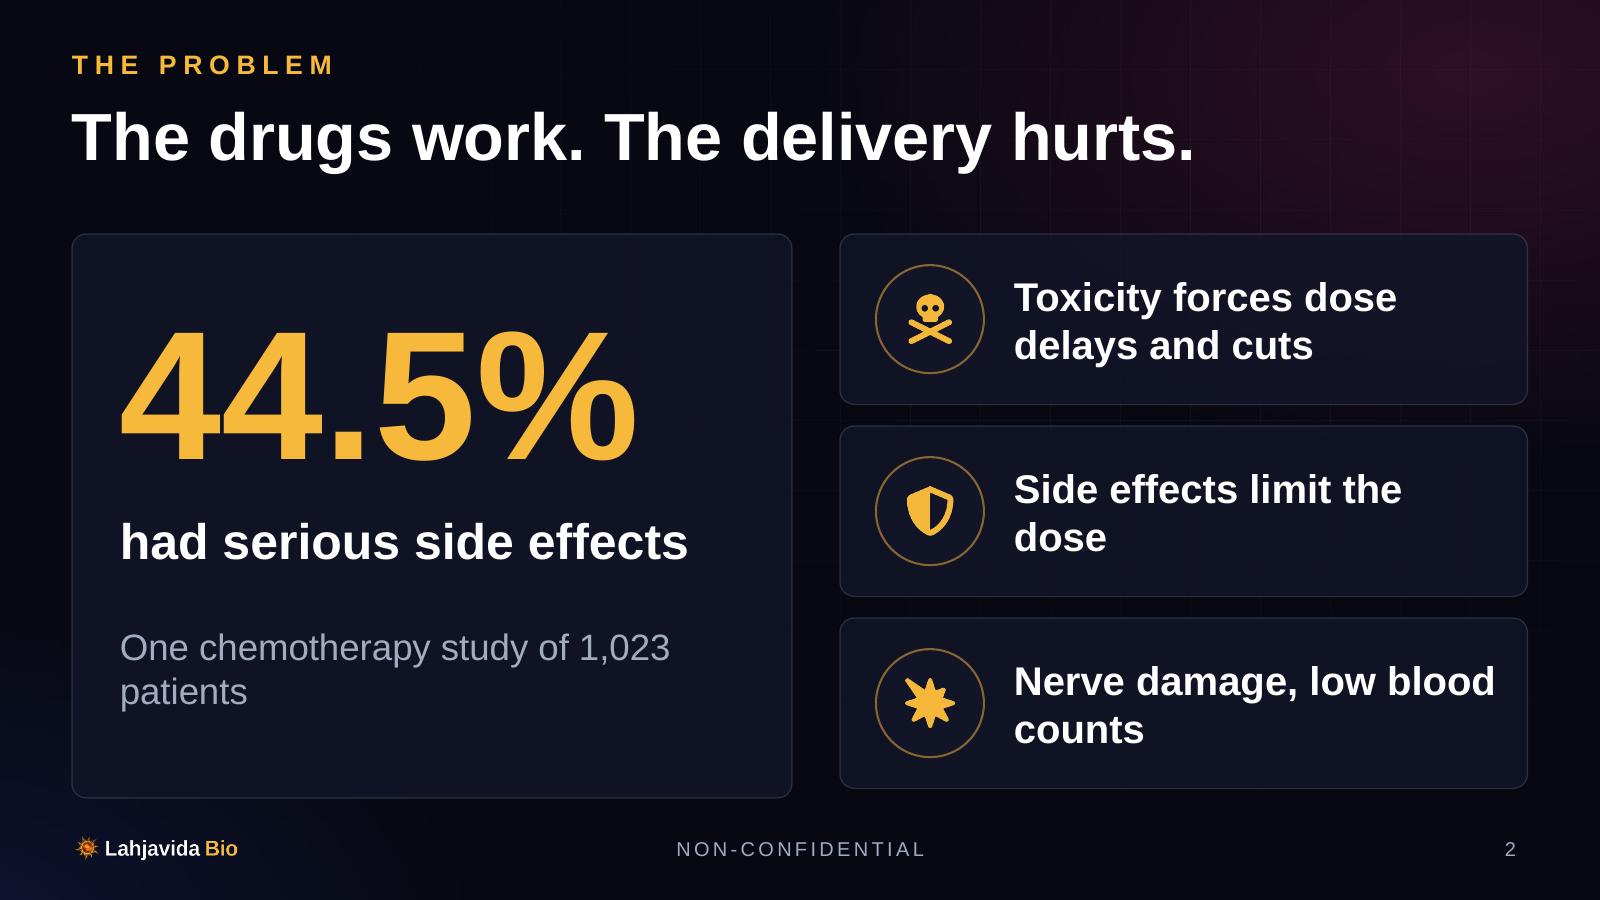 THE PROBLEM
The drugs work. The delivery hurts.
44.5%
had serious side effects
One chemotherapy study of 1,023
patients
Toxicity forces dose
delays and cuts
Side effects limit the
dose
Nerve damage, low blood
counts
Lahjavida Bio
NON-CONFIDENTIAL
2